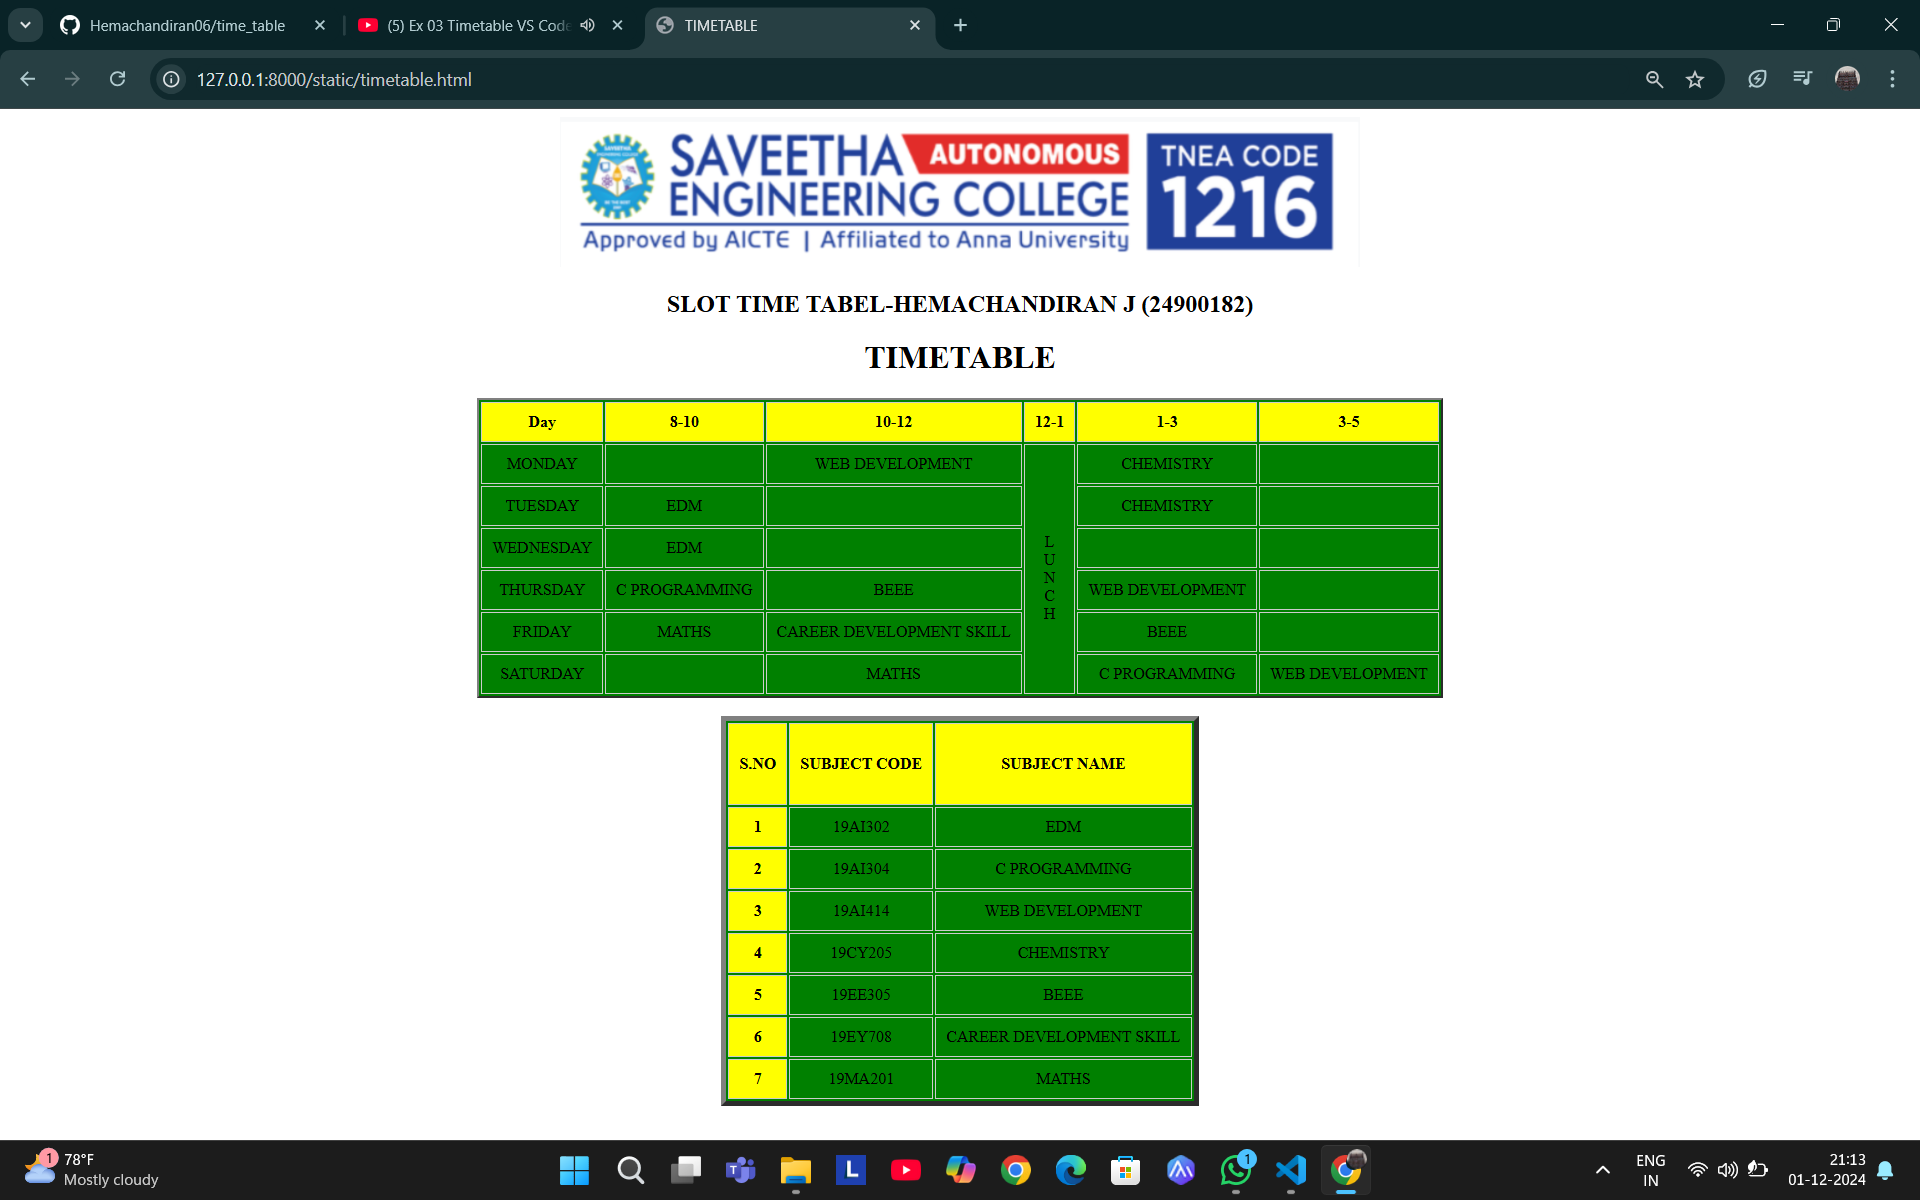 Hemachandiran06/time_table
(5) Ex 03 Timetable VS Code
TIMETABLE
127.0.0.1:8000/static/timetable.html
SAVEETHA AUTONOMOUS
ENGINEERING COLLEGE
Approved by AICTE | Affiliated to Anna University
TNEA CODE
1216
SLOT TIME TABEL-HEMACHANDIRAN J (24900182)
TIMETABLE
Day 8-10 10-12 12-1 1-3 3-5
MONDAY WEB DEVELOPMENT CHEMISTRY
TUESDAY EDM CHEMISTRY
WEDNESDAY EDM
THURSDAY C PROGRAMMING BEEE WEB DEVELOPMENT
FRIDAY MATHS CAREER DEVELOPMENT SKILL BEEE
SATURDAY MATHS C PROGRAMMING WEB DEVELOPMENT
L
U
N
C
H
S.NO SUBJECT CODE SUBJECT NAME
1 19AI302 EDM
2 19AI304 C PROGRAMMING
3 19AI414 WEB DEVELOPMENT
4 19CY205 CHEMISTRY
5 19EE305 BEEE
6 19EY708 CAREER DEVELOPMENT SKILL
7 19MA201 MATHS
1
78°F
Mostly cloudy
L
1
ENG
IN
21:13
01-12-2024